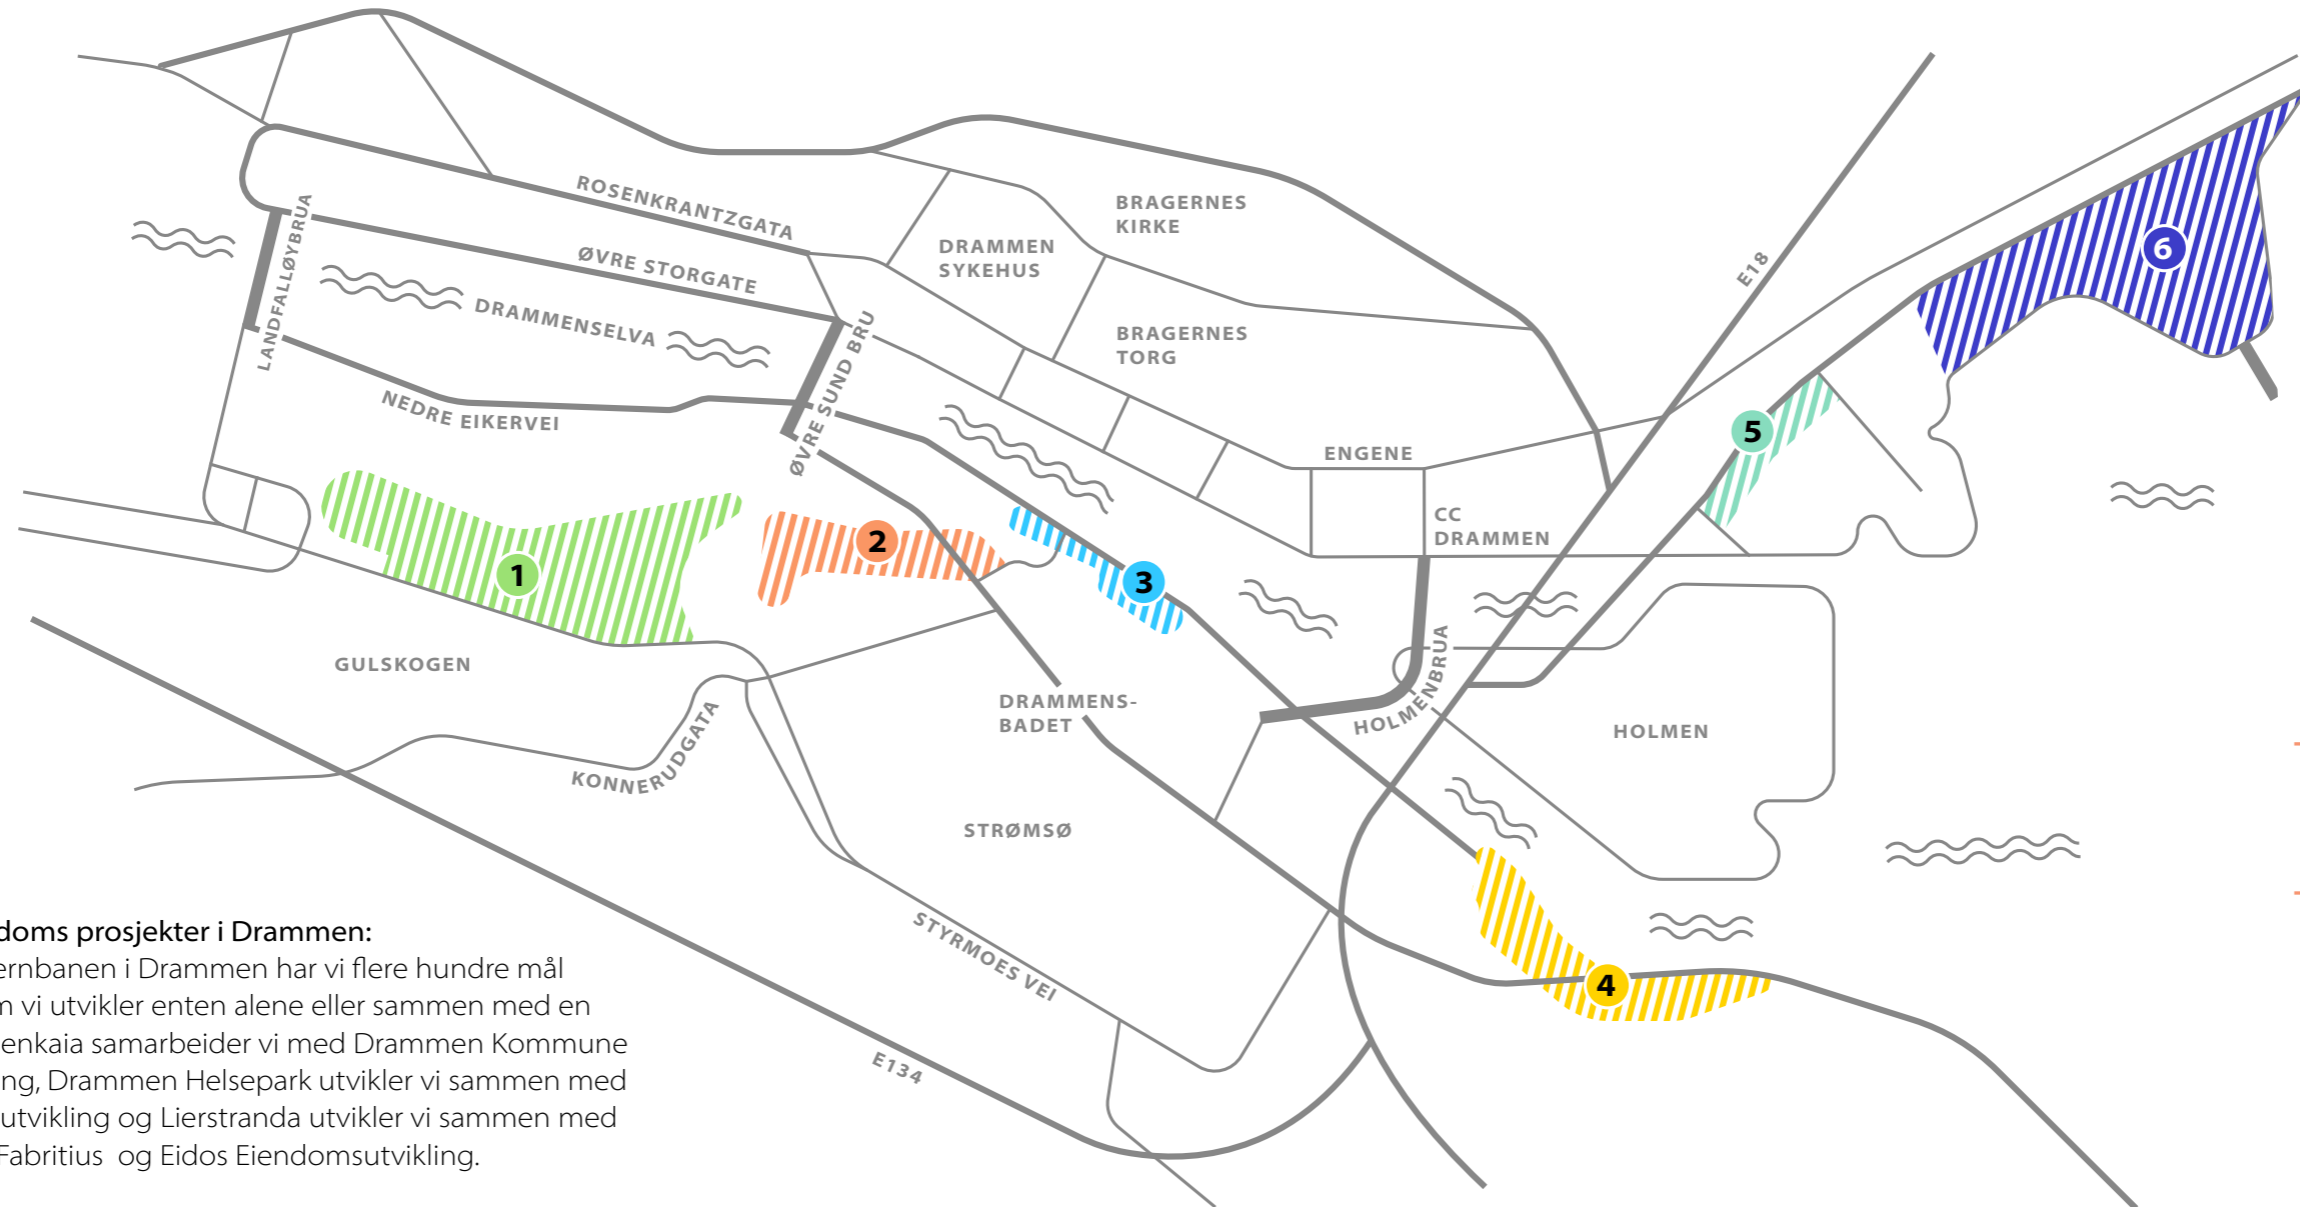 ROSENKRANTZGATA
ØVRE STORGATE
LANDFALLØYBRUA
DRAMMENSELVA
NEDRE EIKERVEI
ØVRE SUND BRU
DRAMMEN
SYKEHUS
BRAGERNES
KIRKE
BRAGERNES
TORG
E18
6
5
ENGENE
CC
DRAMMEN
1
2
3
GULSKOGEN
KONNERUDGATA
DRAMMENS-
BADET
HOLMENBRUA
HOLMEN
STRØMSØ
STYRMOES VEI
4
E134
doms prosjekter i Drammen:
ernbanen i Drammen har vi flere hundre mål
m vi utvikler enten alene eller sammen med en
enkaia samarbeider vi med Drammen Kommune
ng, Drammen Helsepark utvikler vi sammen med
utvikling og Lierstranda utvikler vi sammen med
Fabritius og Eidos Eiendomsutvikling.